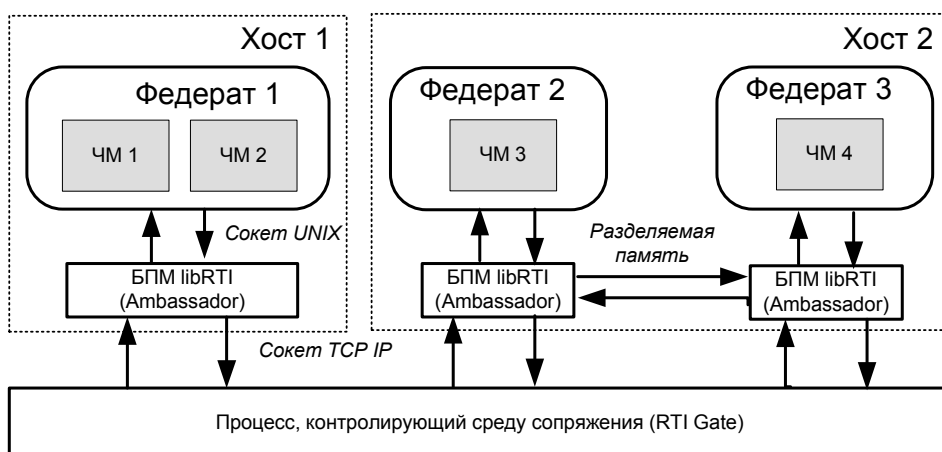 Хост 1
Хост 2
Федерат 1
Федерат 2
Федерат 3
ЧМ 1
ЧМ 2
ЧМ 3
ЧМ 4
Сокет UNIX
Разделяемая
память
БПМ libRTI
(Ambassador)
БПМ libRTI
(Ambassador)
БПМ libRTI
(Ambassador)
Сокет TCP IP
Процесс, контролирующий среду сопряжения (RTI Gate)